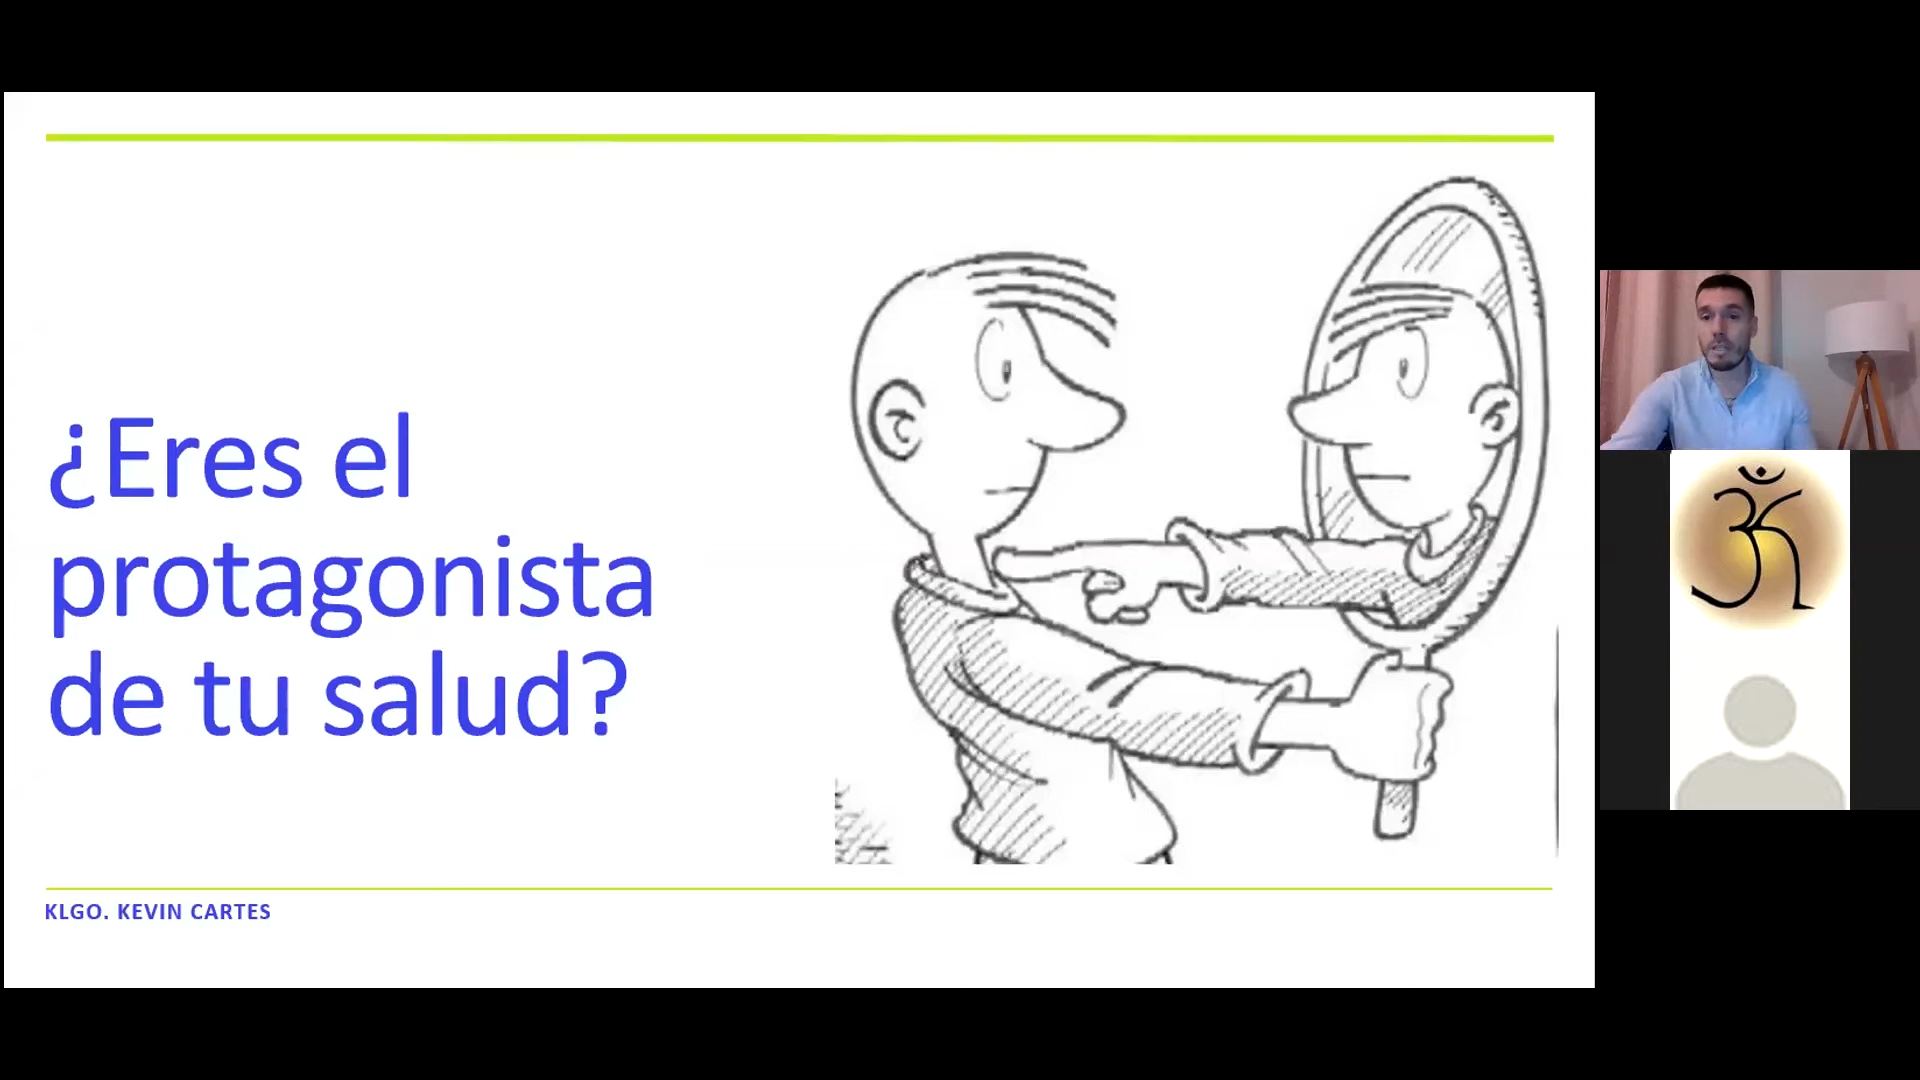 ¿Eres el
protagonista
de tu salud?
KLGO. KEVIN CARTES
ॐ